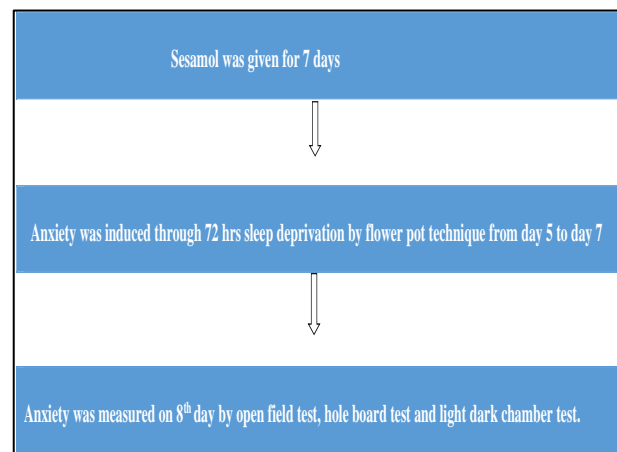 Sesamol was given for 7 days
Anxiety was induced through 72 hrs sleep deprivation by flower pot technique from day 5 to day 7
Anxiety was measured on 8th day by open field test, hole board test and light dark chamber test.